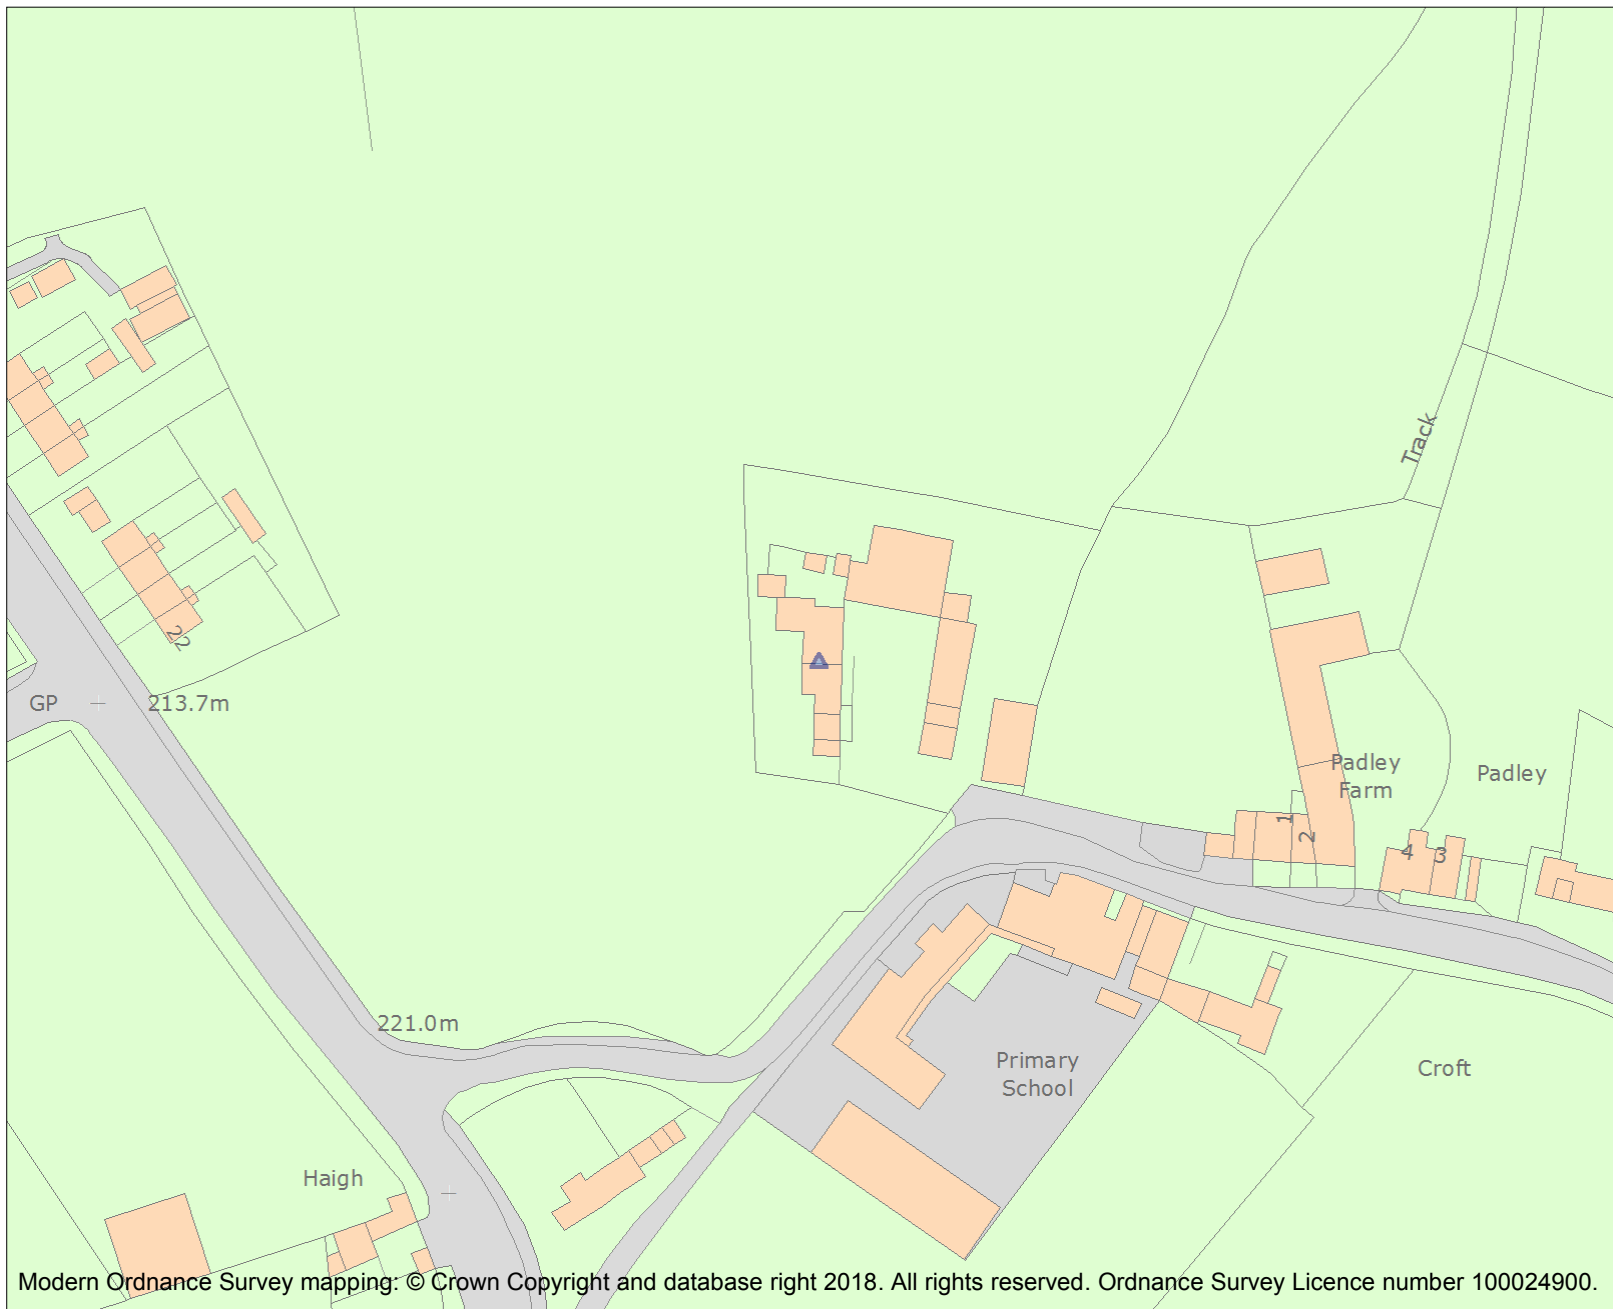 Track
22
GP
213.7m
Padley
Farm
Padley
1
2
4
3
221.0m
Primary
School
Croft
Haigh
Modern Ordnance Survey mapping: © Crown Copyright and database right 2018. All rights reserved. Ordnance Survey Licence number 100024900.